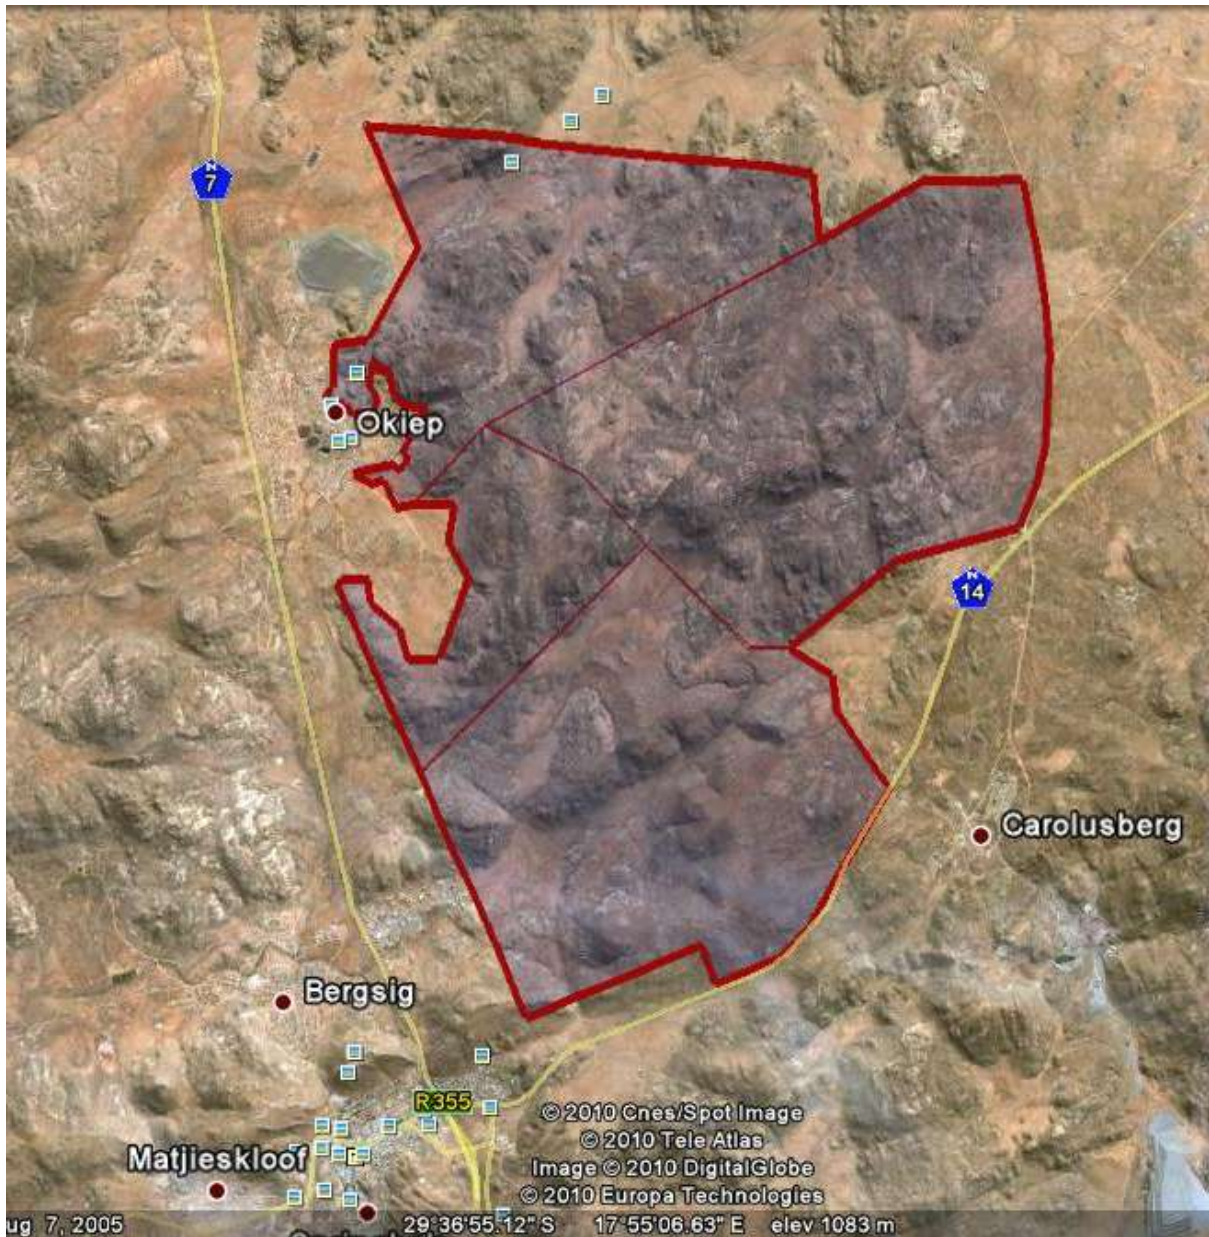 N
7
Okiep
N
14
Carolusberg
Bergsig
R355
© 2010 Cnes/Spot Image
© 2010 Tele Atlas
Image © 2010 DigitalGlobe
© 2010 Europa Technologies
Matjieskloof
ug 7, 2005 29°36'55.12" S 17°55'06.63" E elev 1083 m